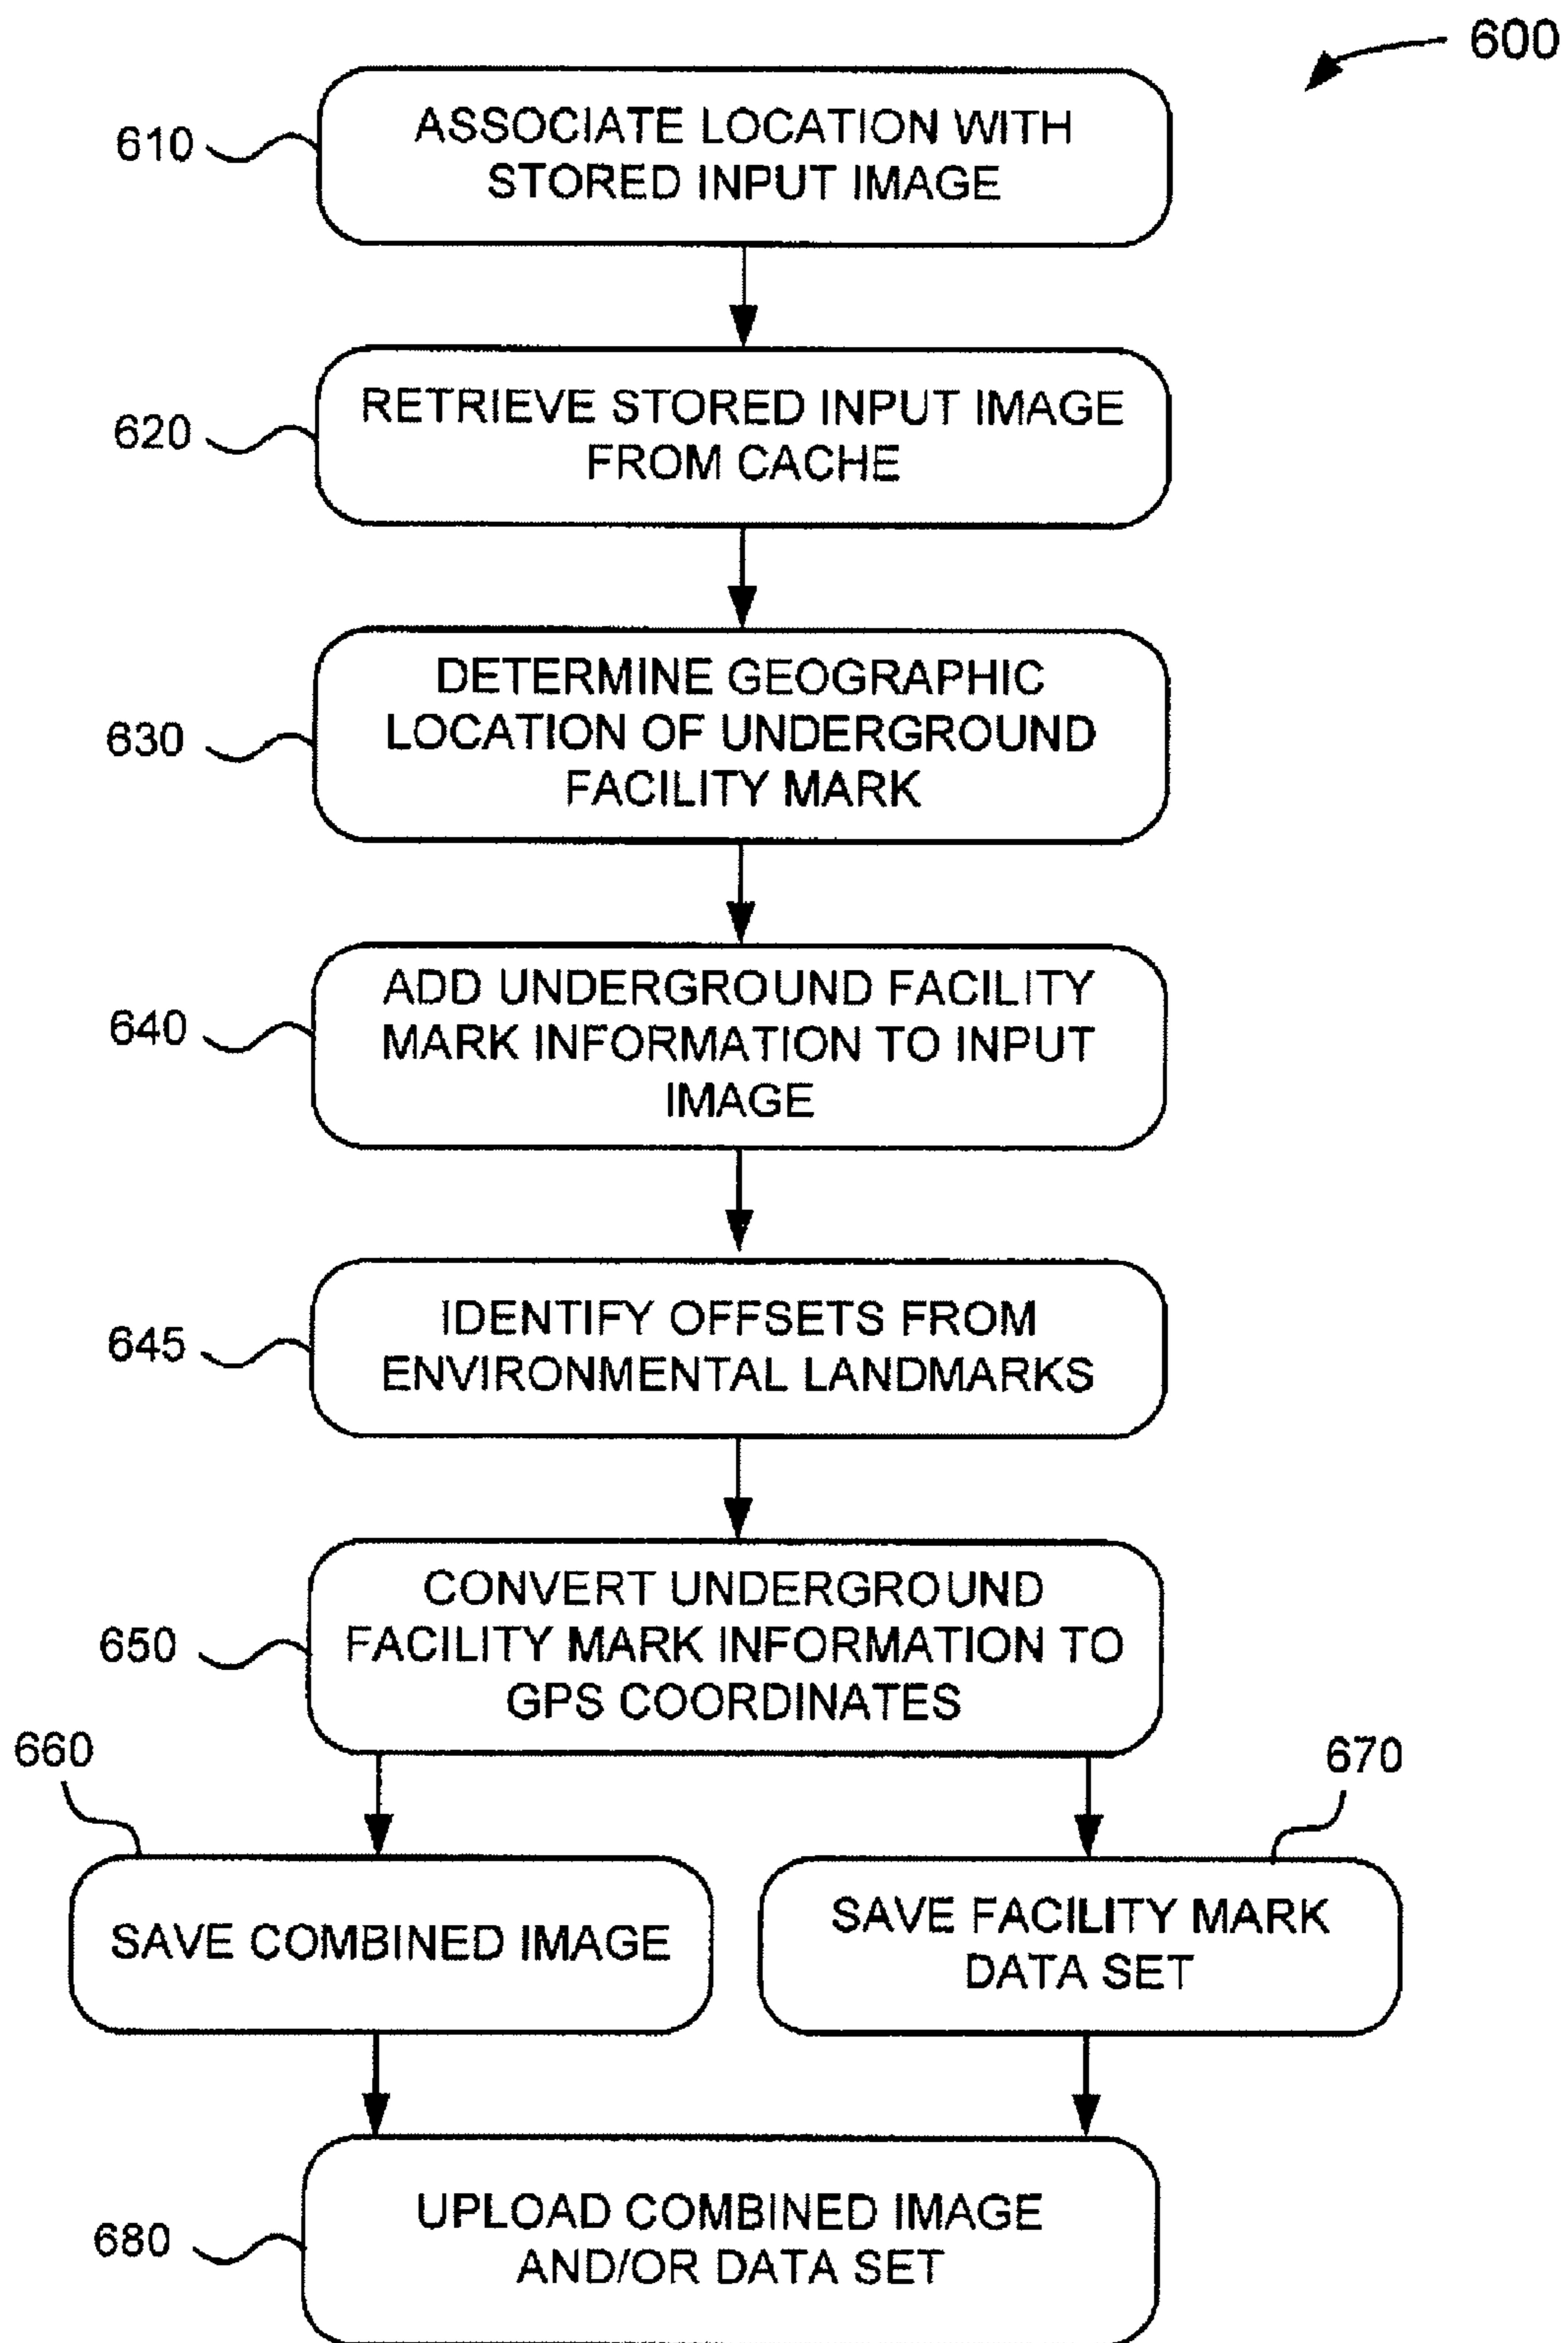 600
610
ASSOCIATE LOCATION WITH
STORED INPUT IMAGE
620
RETRIEVE STORED INPUT IMAGE
FROM CACHE
630
DETERMINE GEOGRAPHIC
LOCATION OF UNDERGROUND
FACILITY MARK
640
ADD UNDERGROUND FACILITY
MARK INFORMATION TO INPUT
IMAGE
645
IDENTIFY OFFSETS FROM
ENVIRONMENTAL LANDMARKS
650
CONVERT UNDERGROUND
FACILITY MARK INFORMATION TO
GPS COORDINATES
660
SAVE COMBINED IMAGE
670
SAVE FACILITY MARK
DATA SET
680
UPLOAD COMBINED IMAGE
AND/OR DATA SET